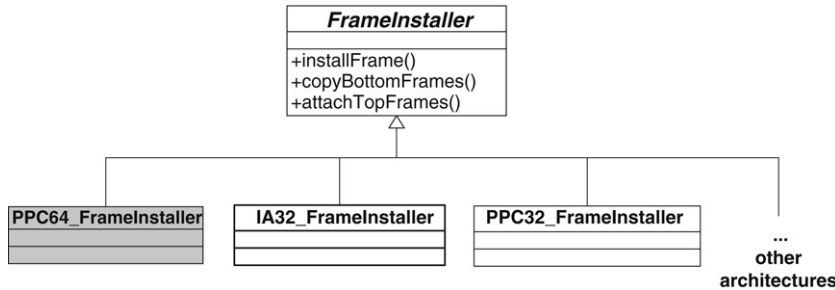 FrameInstaller
+installFrame()
+copyBottomFrames()
+attachTopFrames()
PPC64_FrameInstaller
IA32_FrameInstaller
PPC32_FrameInstaller
...
other
architectures